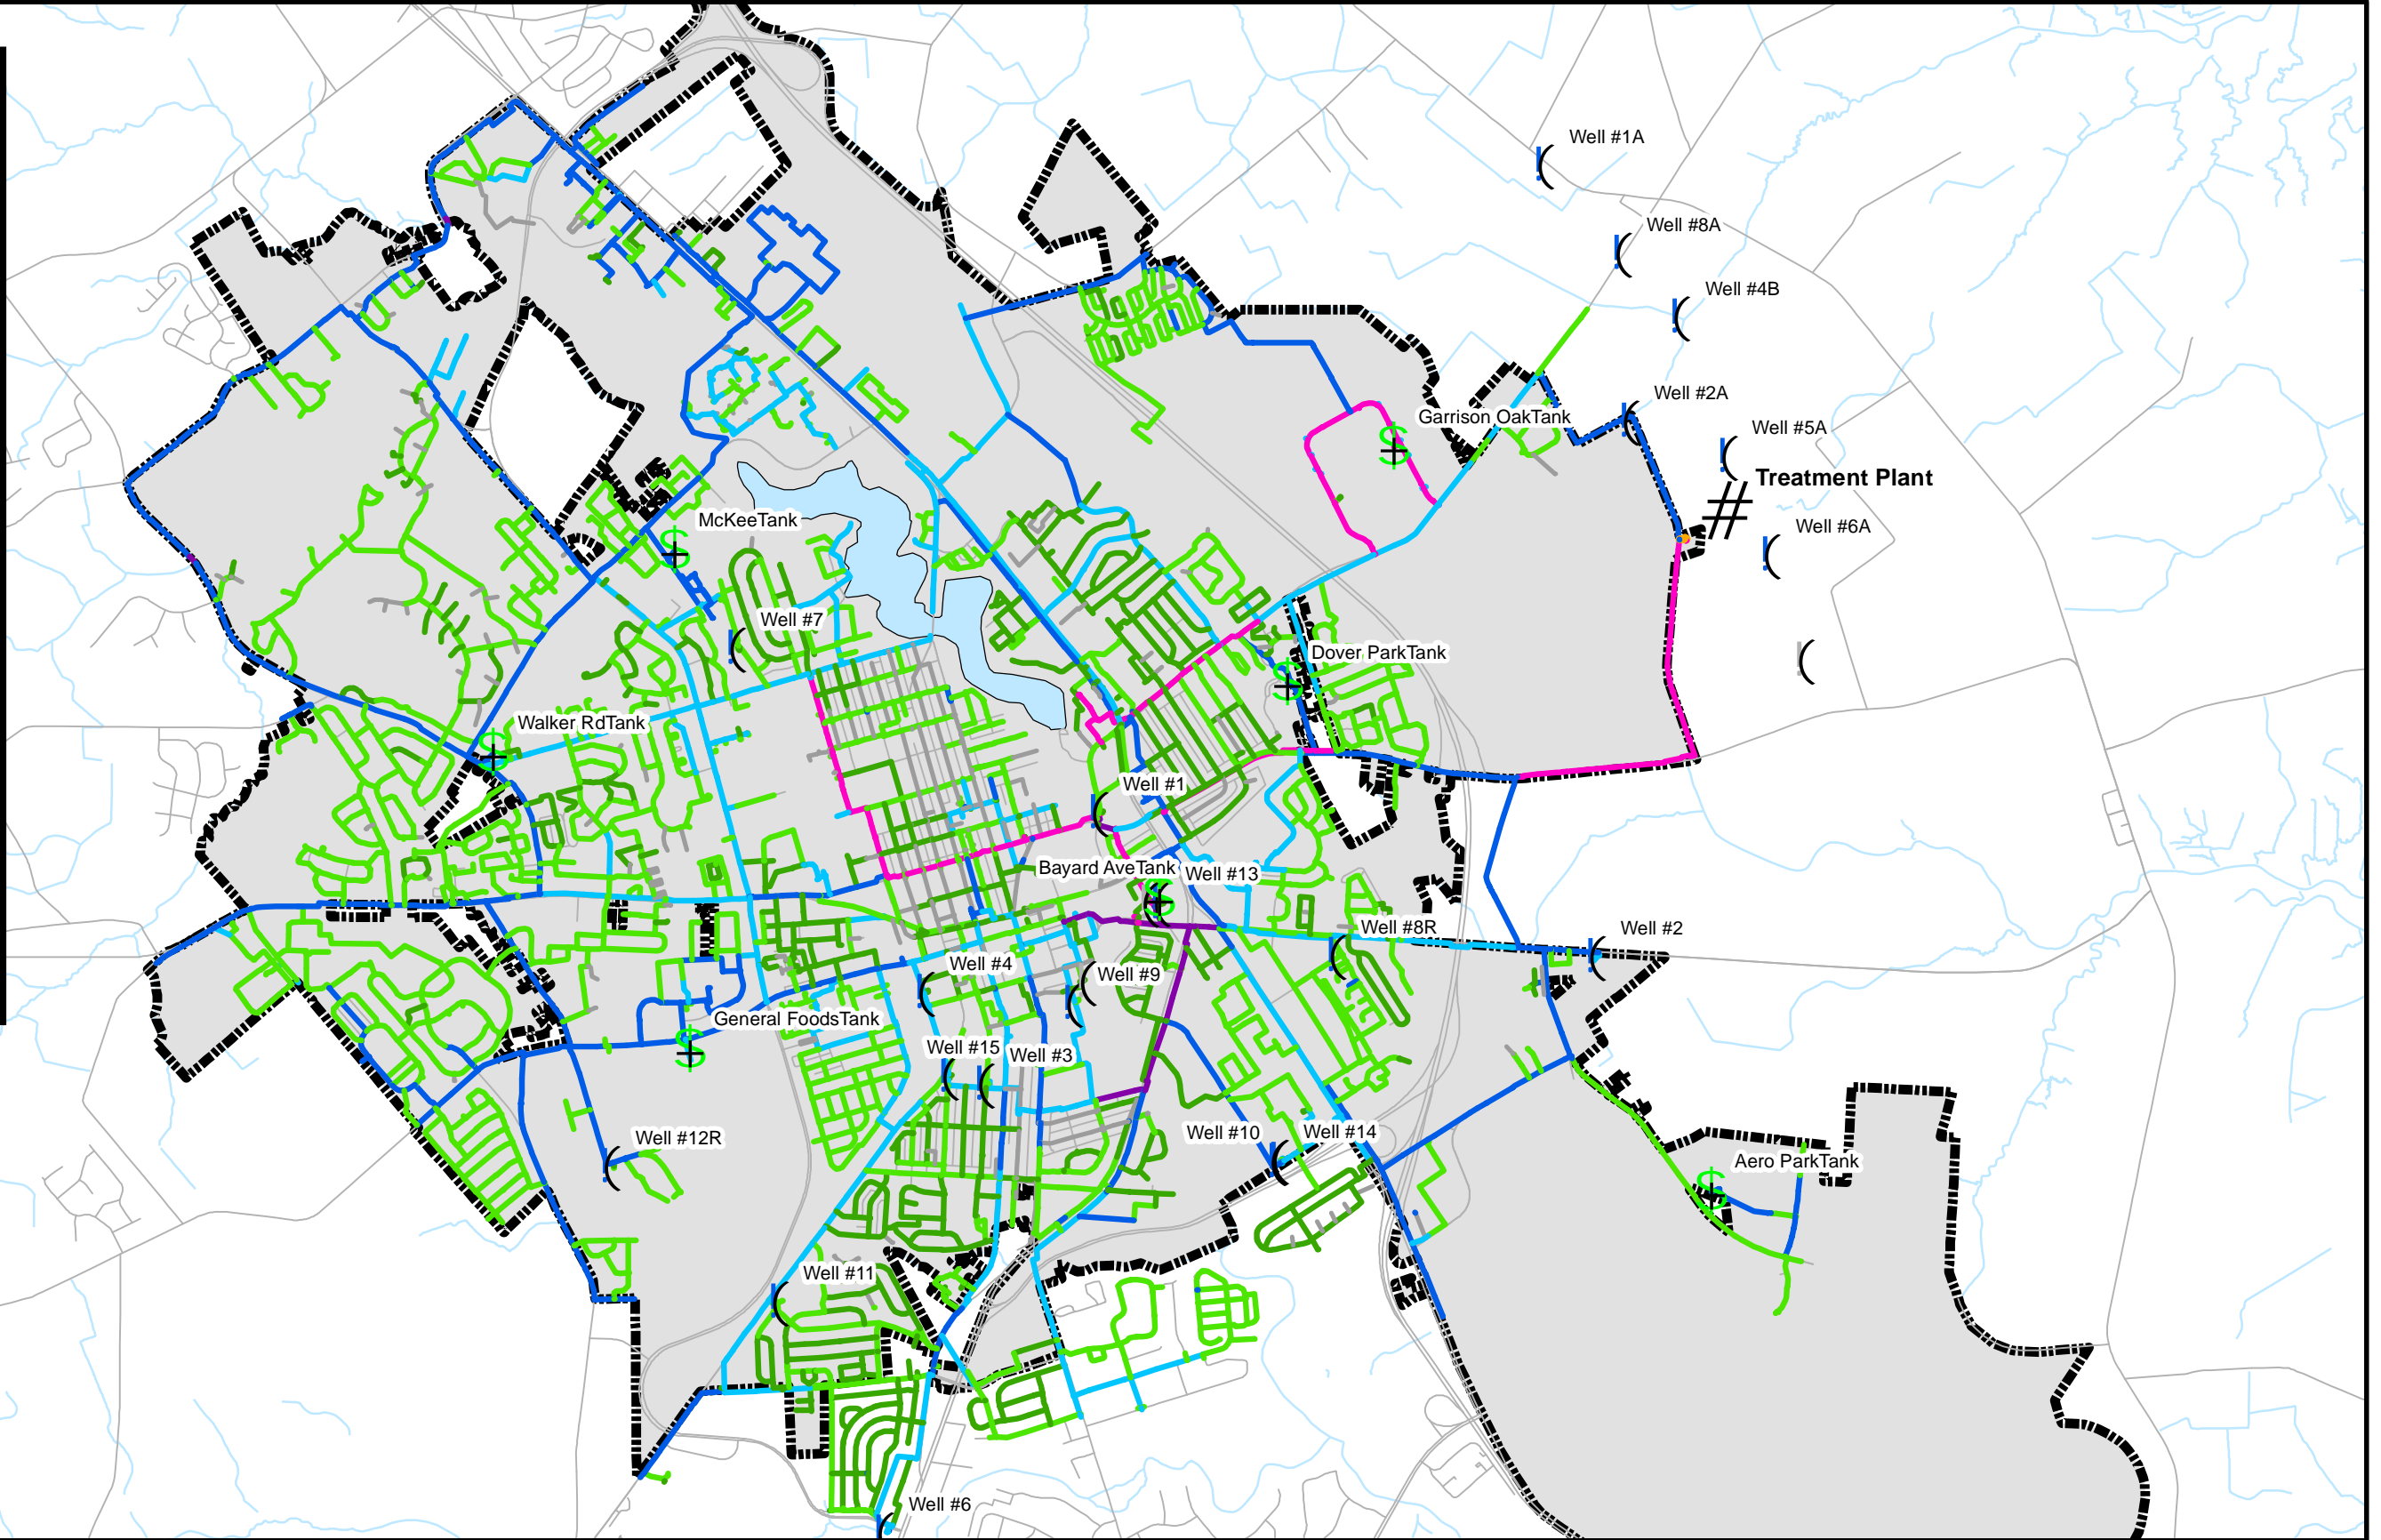 Well #1A
Well #8A
Well #4B
Well #2A
Garrison OakTank
Well #5A
Treatment Plant
McKeeTank
Well #6A
Well #7
Dover ParkTank
Walker RdTank
Well #1
Bayard AveTank
Well #13
Well #8R
Well #2
Well #4
Well #9
General FoodsTank
Well #15
Well #3
Well #10
Well #14
Well #12R
Aero ParkTank
Well #11
Well #6